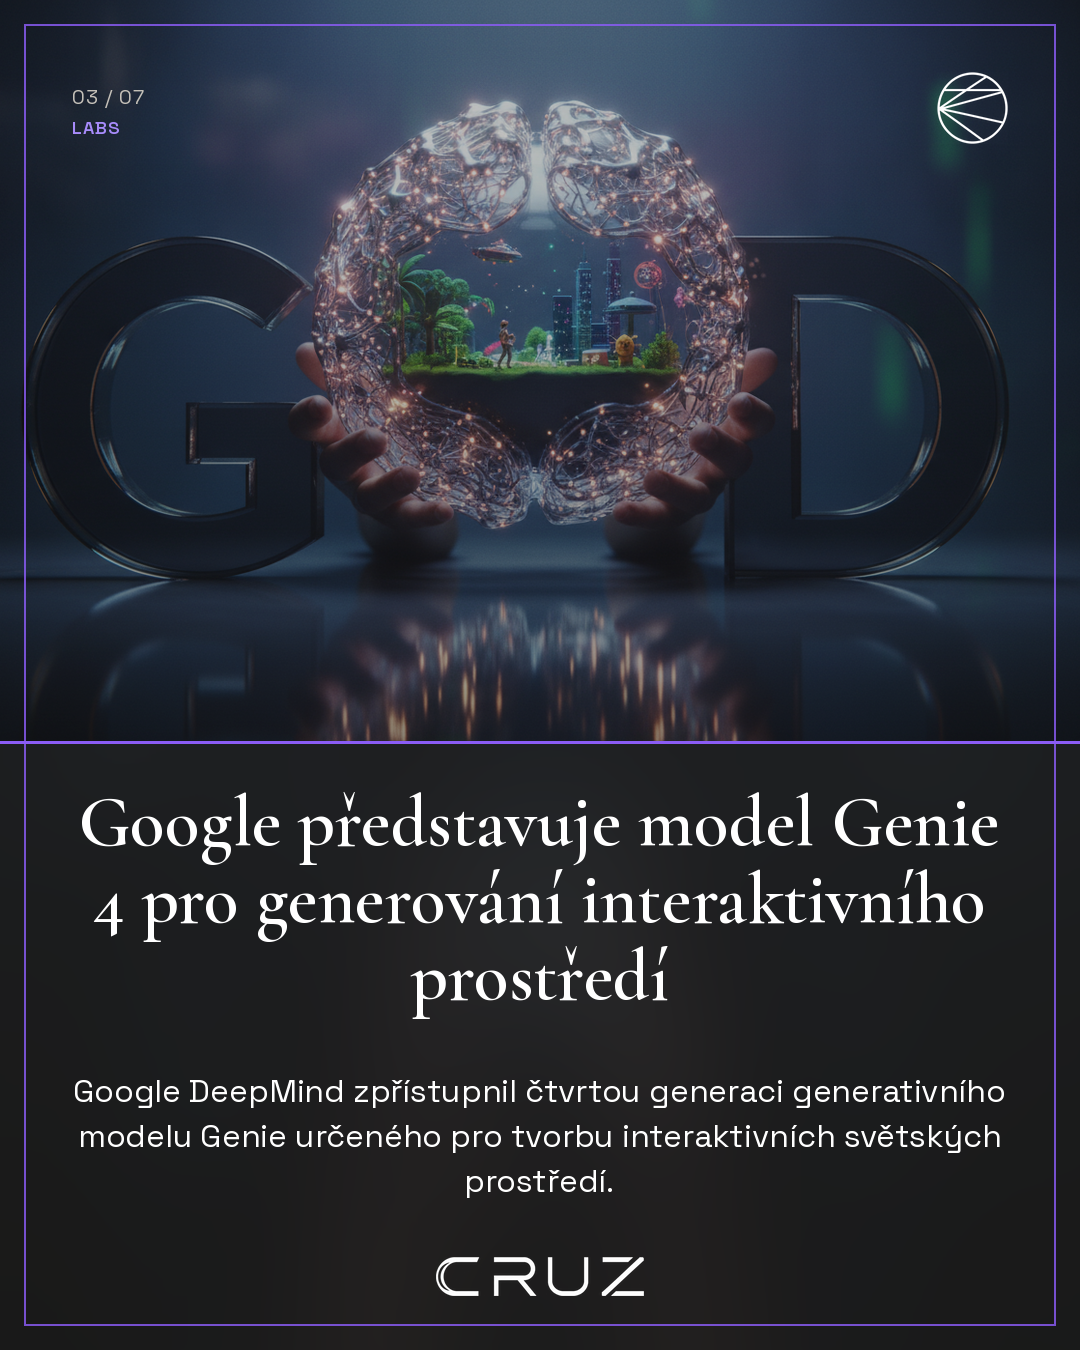 03 / 07
LABS
G D
Google představuje model Genie
4 pro generování interaktivního
prostředí
Google DeepMind zpřístupnil čtvrtou generaci generativního
modelu Genie určeného pro tvorbu interaktivních světských
prostředí.
CRUZ